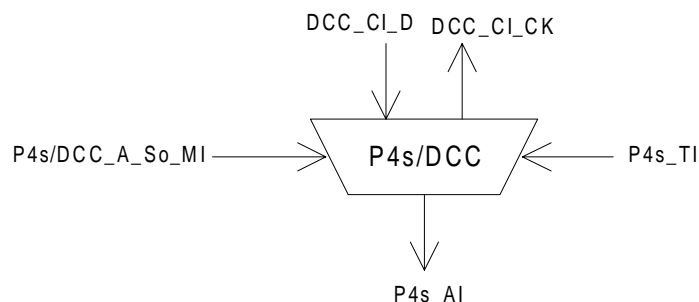 DCC_CI_D DCC_CI_CK
P4s/DCC_A_So_MI P4s/DCC P4s_TI
P4s_AI